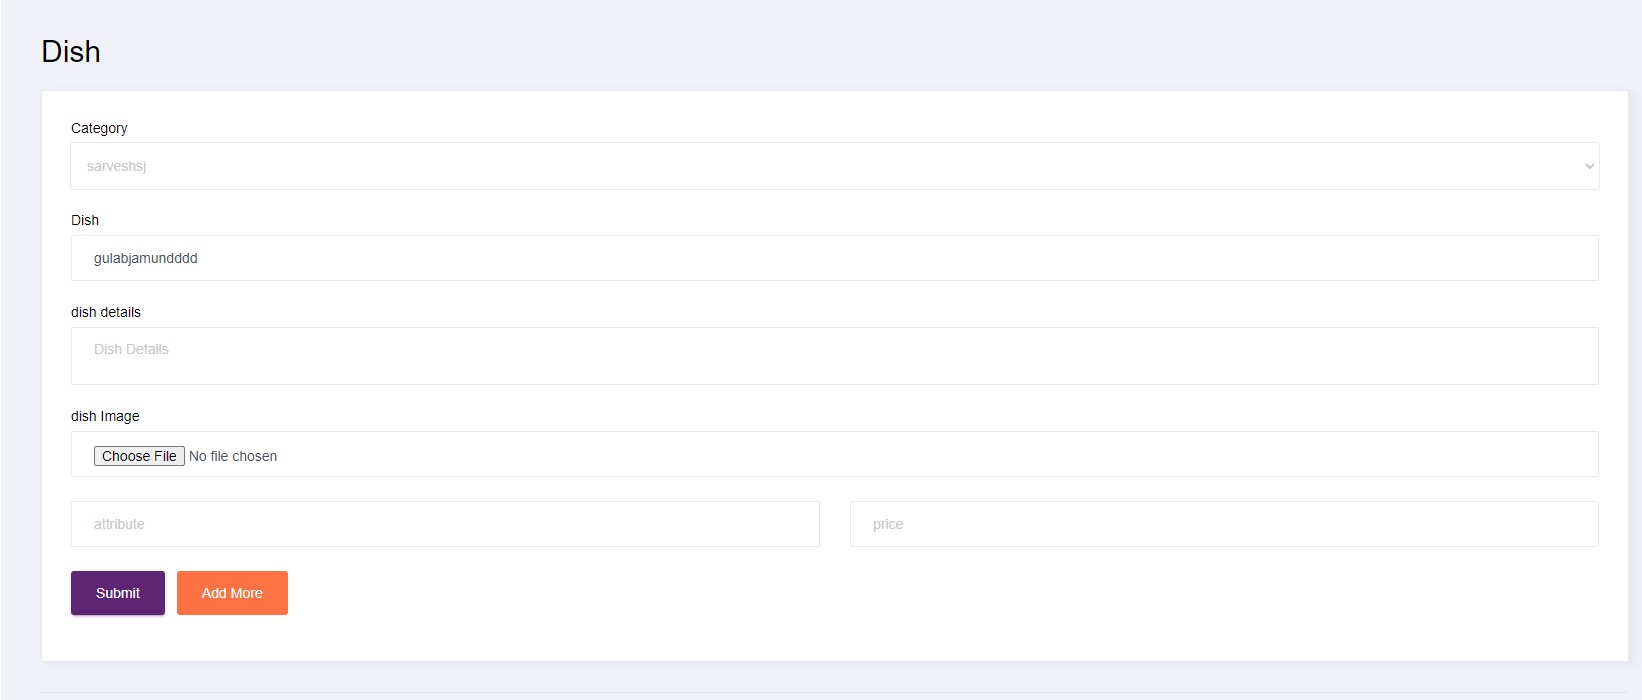 Dish
Category
sarveshsj
Dish
gulabjamundddd
dish details
Dish Details
dish Image
Choose File No file chosen
attribute price
Submit Add More